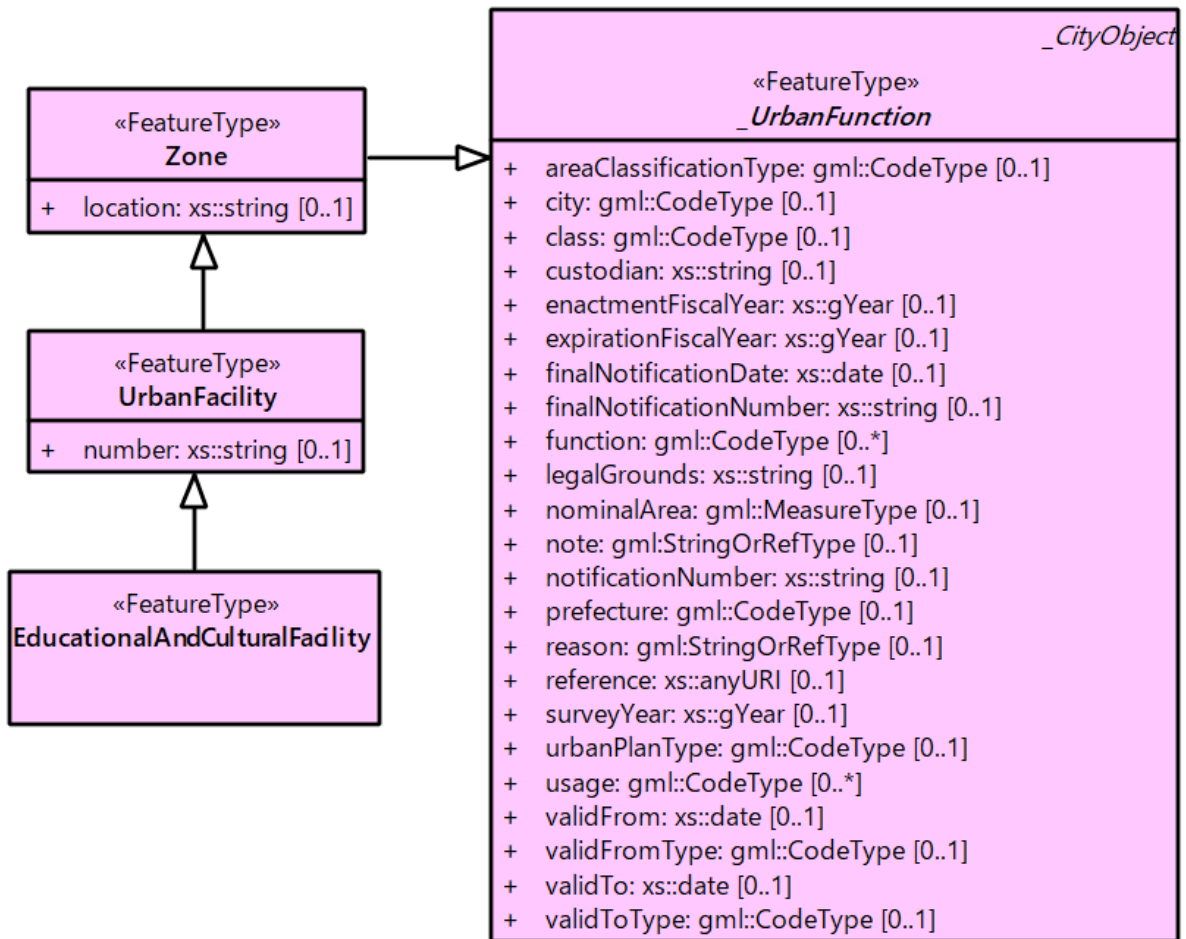 «FeatureType»
Zone
+ location: xs::string [0..1]
«FeatureType»
UrbanFacility
+ number: xs::string [0..1]
«FeatureType»
EducationalAndCulturalFacility
_CityObject
«FeatureType»
_UrbanFunction
+ areaClassificationType: gml::CodeType [0..1]
+ city: gml::CodeType [0..1]
+ class: gml::CodeType [0..1]
+ custodian: xs::string [0..1]
+ enactmentFiscalYear: xs::gYear [0..1]
+ expirationFiscalYear: xs::gYear [0..1]
+ finalNotificationDate: xs::date [0..1]
+ finalNotificationNumber: xs::string [0..1]
+ function: gml::CodeType [0..*]
+ legalGrounds: xs::string [0..1]
+ nominalArea: gml::MeasureType [0..1]
+ note: gml:StringOrRefType [0..1]
+ notificationNumber: xs::string [0..1]
+ prefecture: gml::CodeType [0..1]
+ reason: gml:StringOrRefType [0..1]
+ reference: xs::anyURI [0..1]
+ surveyYear: xs::gYear [0..1]
+ urbanPlanType: gml::CodeType [0..1]
+ usage: gml::CodeType [0..*]
+ validFrom: xs::date [0..1]
+ validFromType: gml::CodeType [0..1]
+ validTo: xs::date [0..1]
+ validToType: gml::CodeType [0..1]